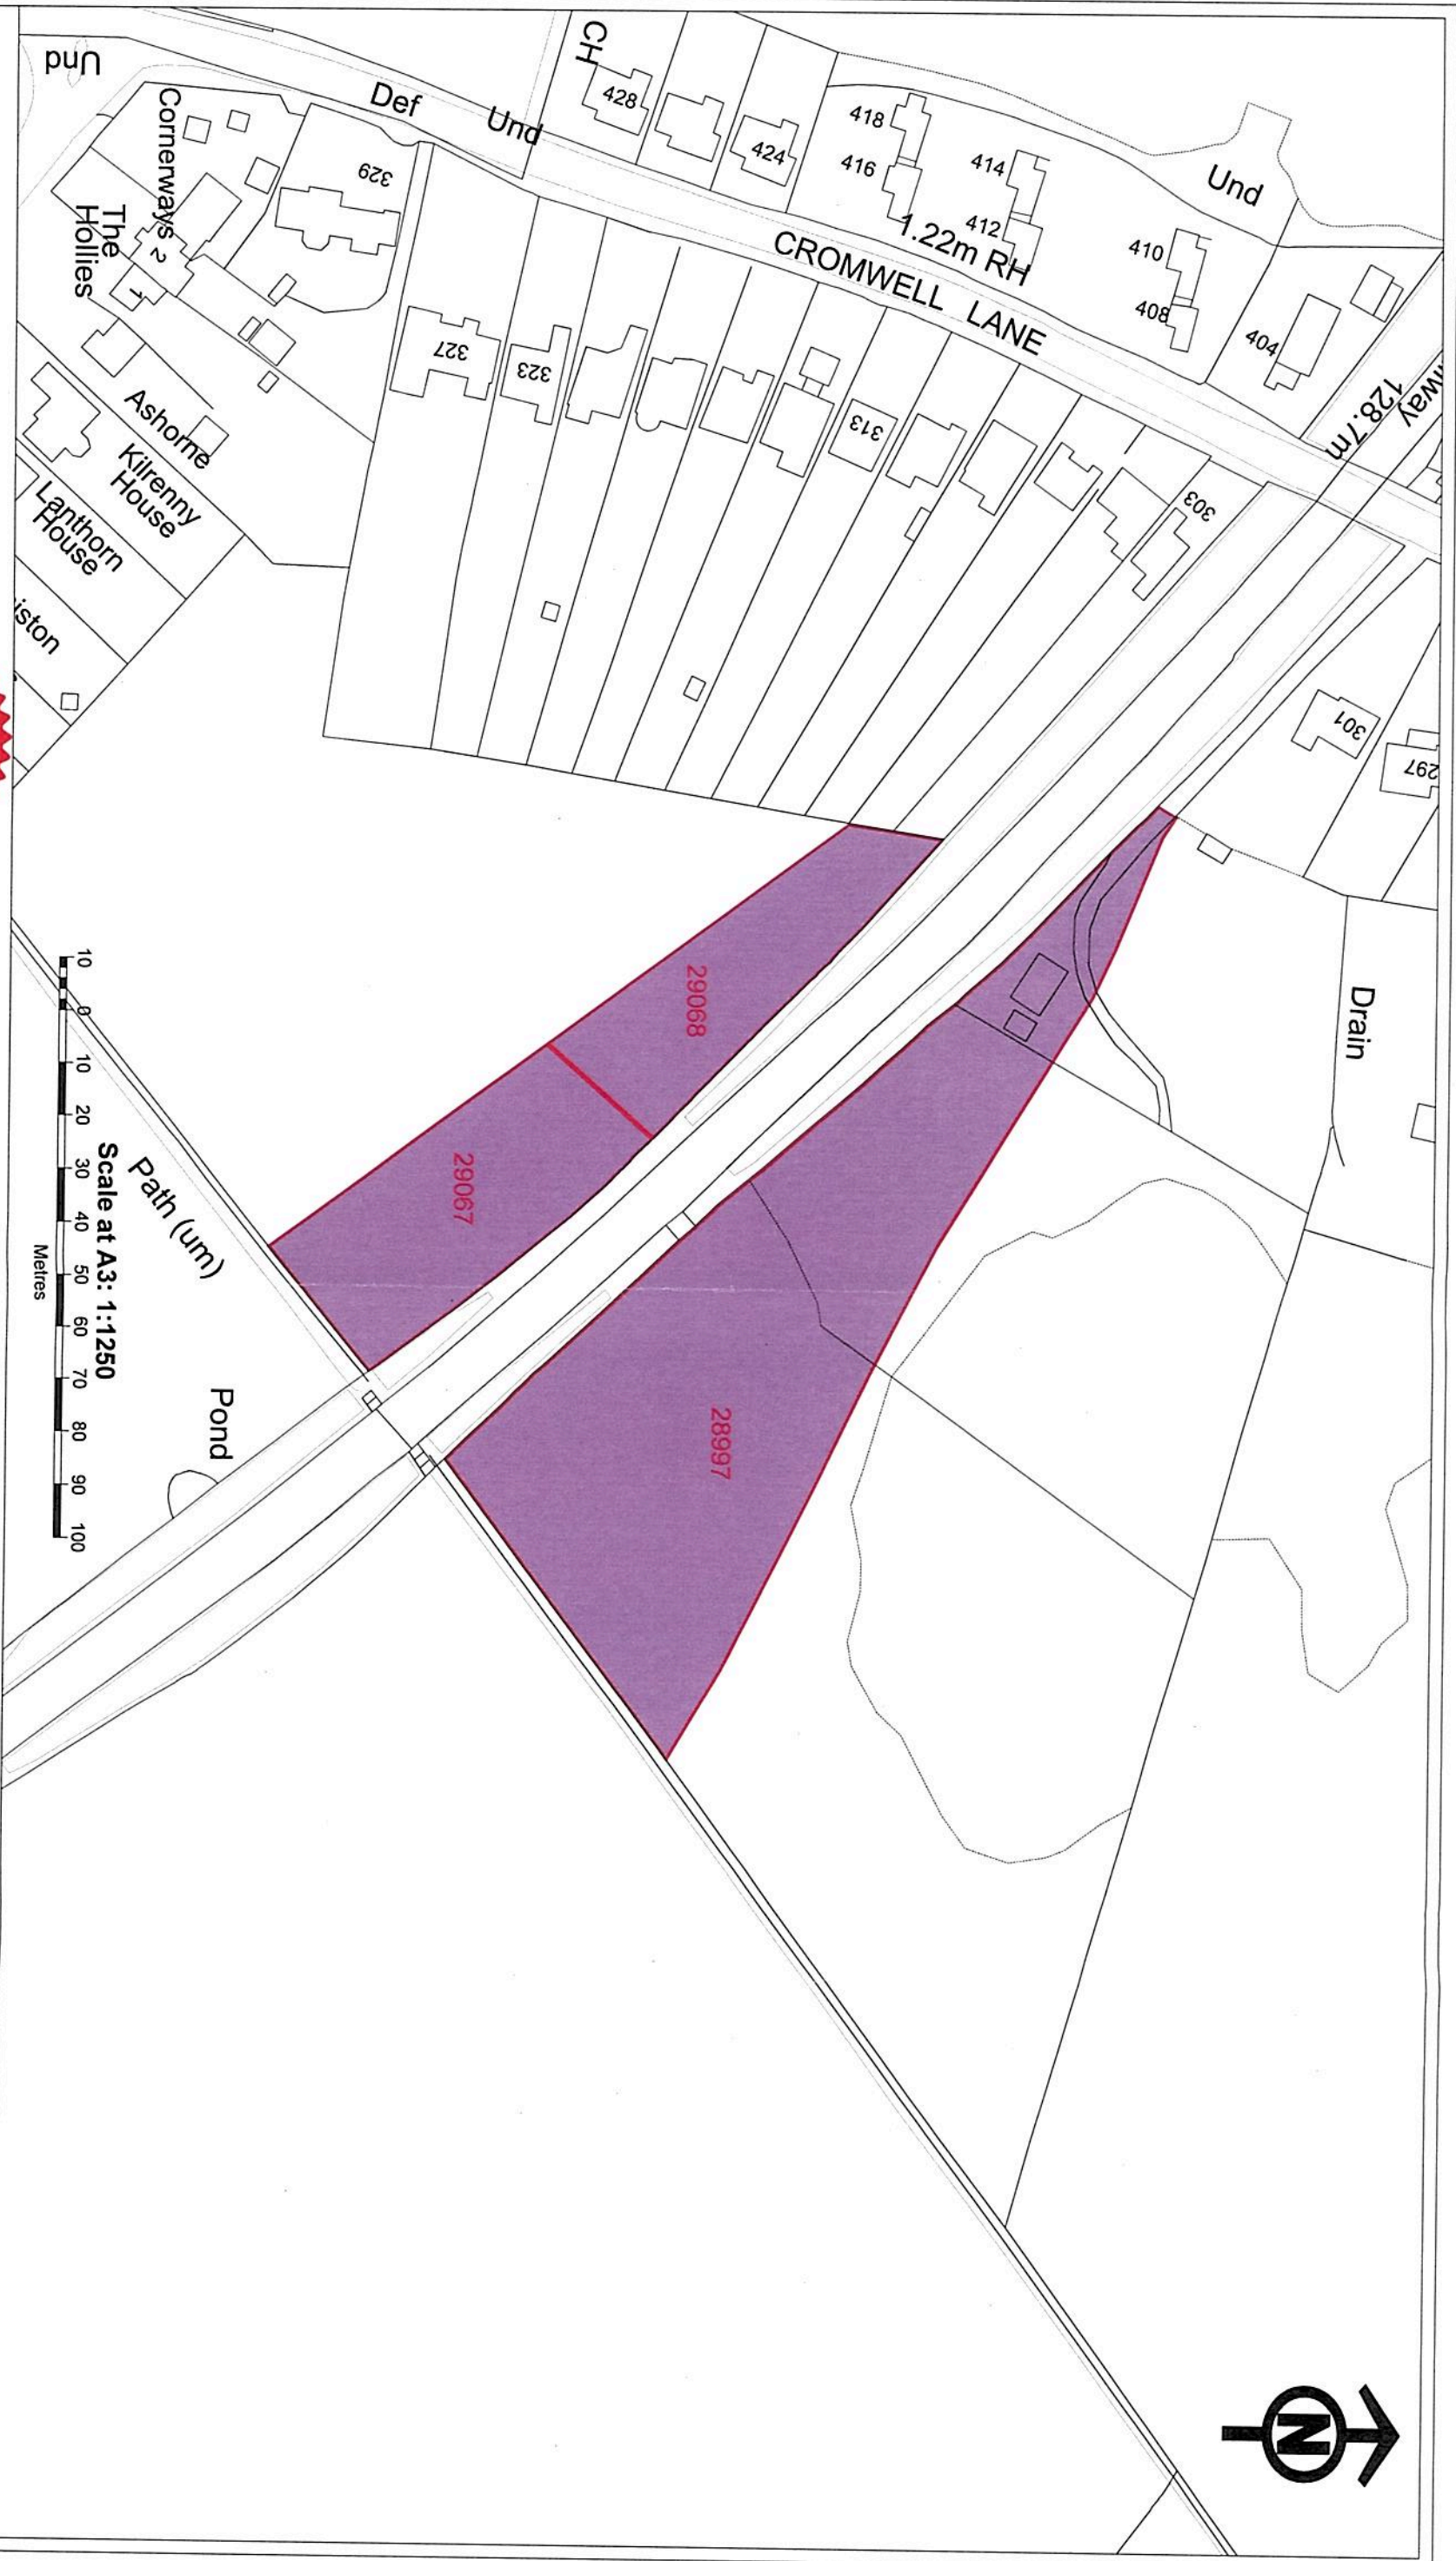 CH
428
424
418
416
414
412
1.22m RH
410
408
404
Und
128.7m
Und
Def
Und
CROMWELL LANE
Cornerways
The
Hollies
2
1
329
327
323
313
303
301
297
Ashorne
Kilrenny
House
Lanthorn
House
Drain
29068
29067
28997
Path (um)
Pond
10 0 10 20 30 40 50 60 70 80 90 100
Scale at A3: 1:1250
Metres
N